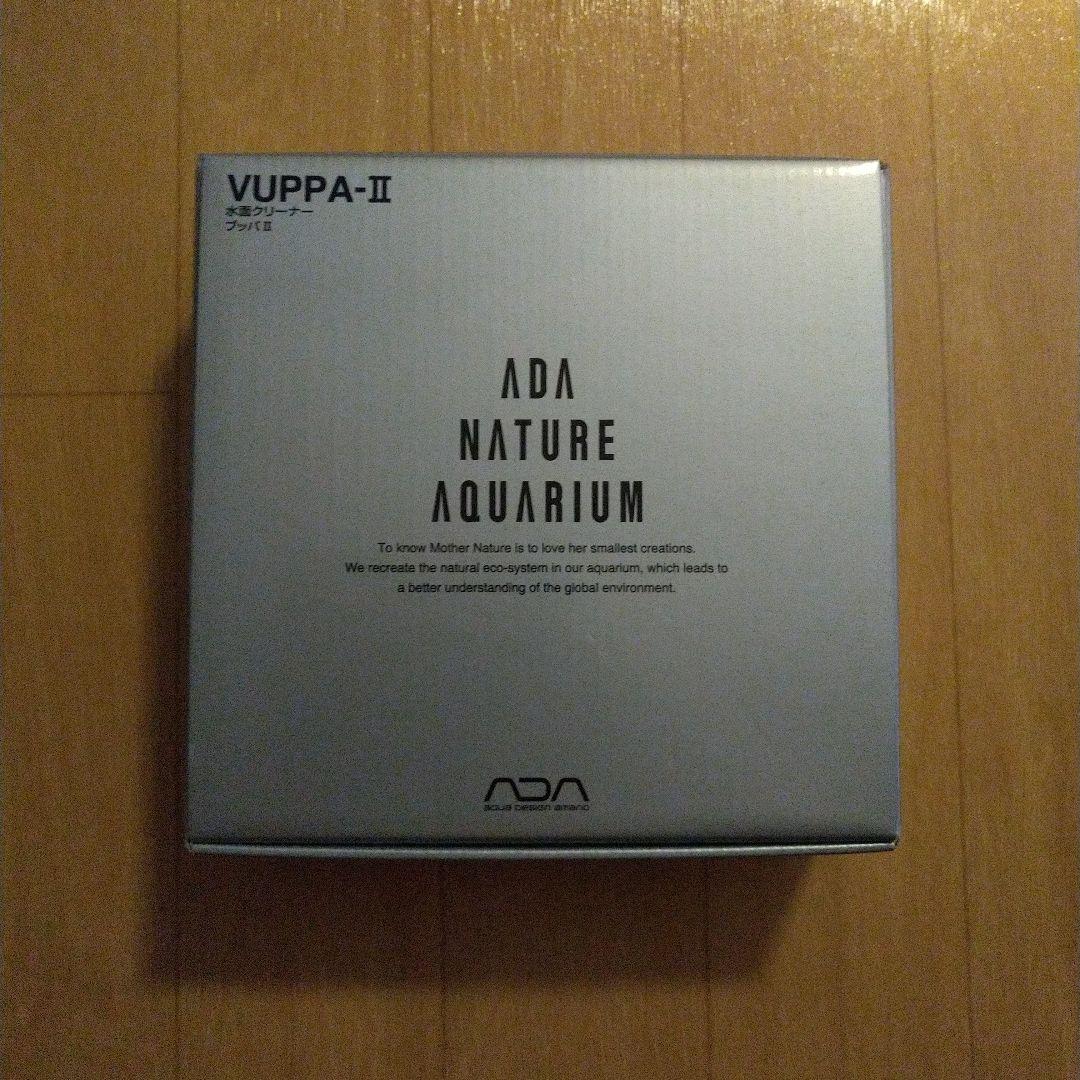 VUPPA-Ⅱ
水面クリーナー
ブッパⅡ
ADA
NATURE
AQUARIUM
To know Mother Nature is to love her smallest creations.
We recreate the natural eco-system in our aquarium, which leads to
a better understanding of the global environment.
ADA
aqua Design amano